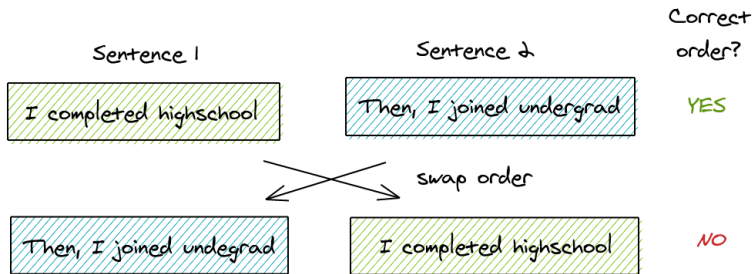 Correct
order?
Sentence 1 Sentence 2
I completed highschool Then, I joined undergrad YES
swap order
Then, I joined undegrad I completed highschool NO